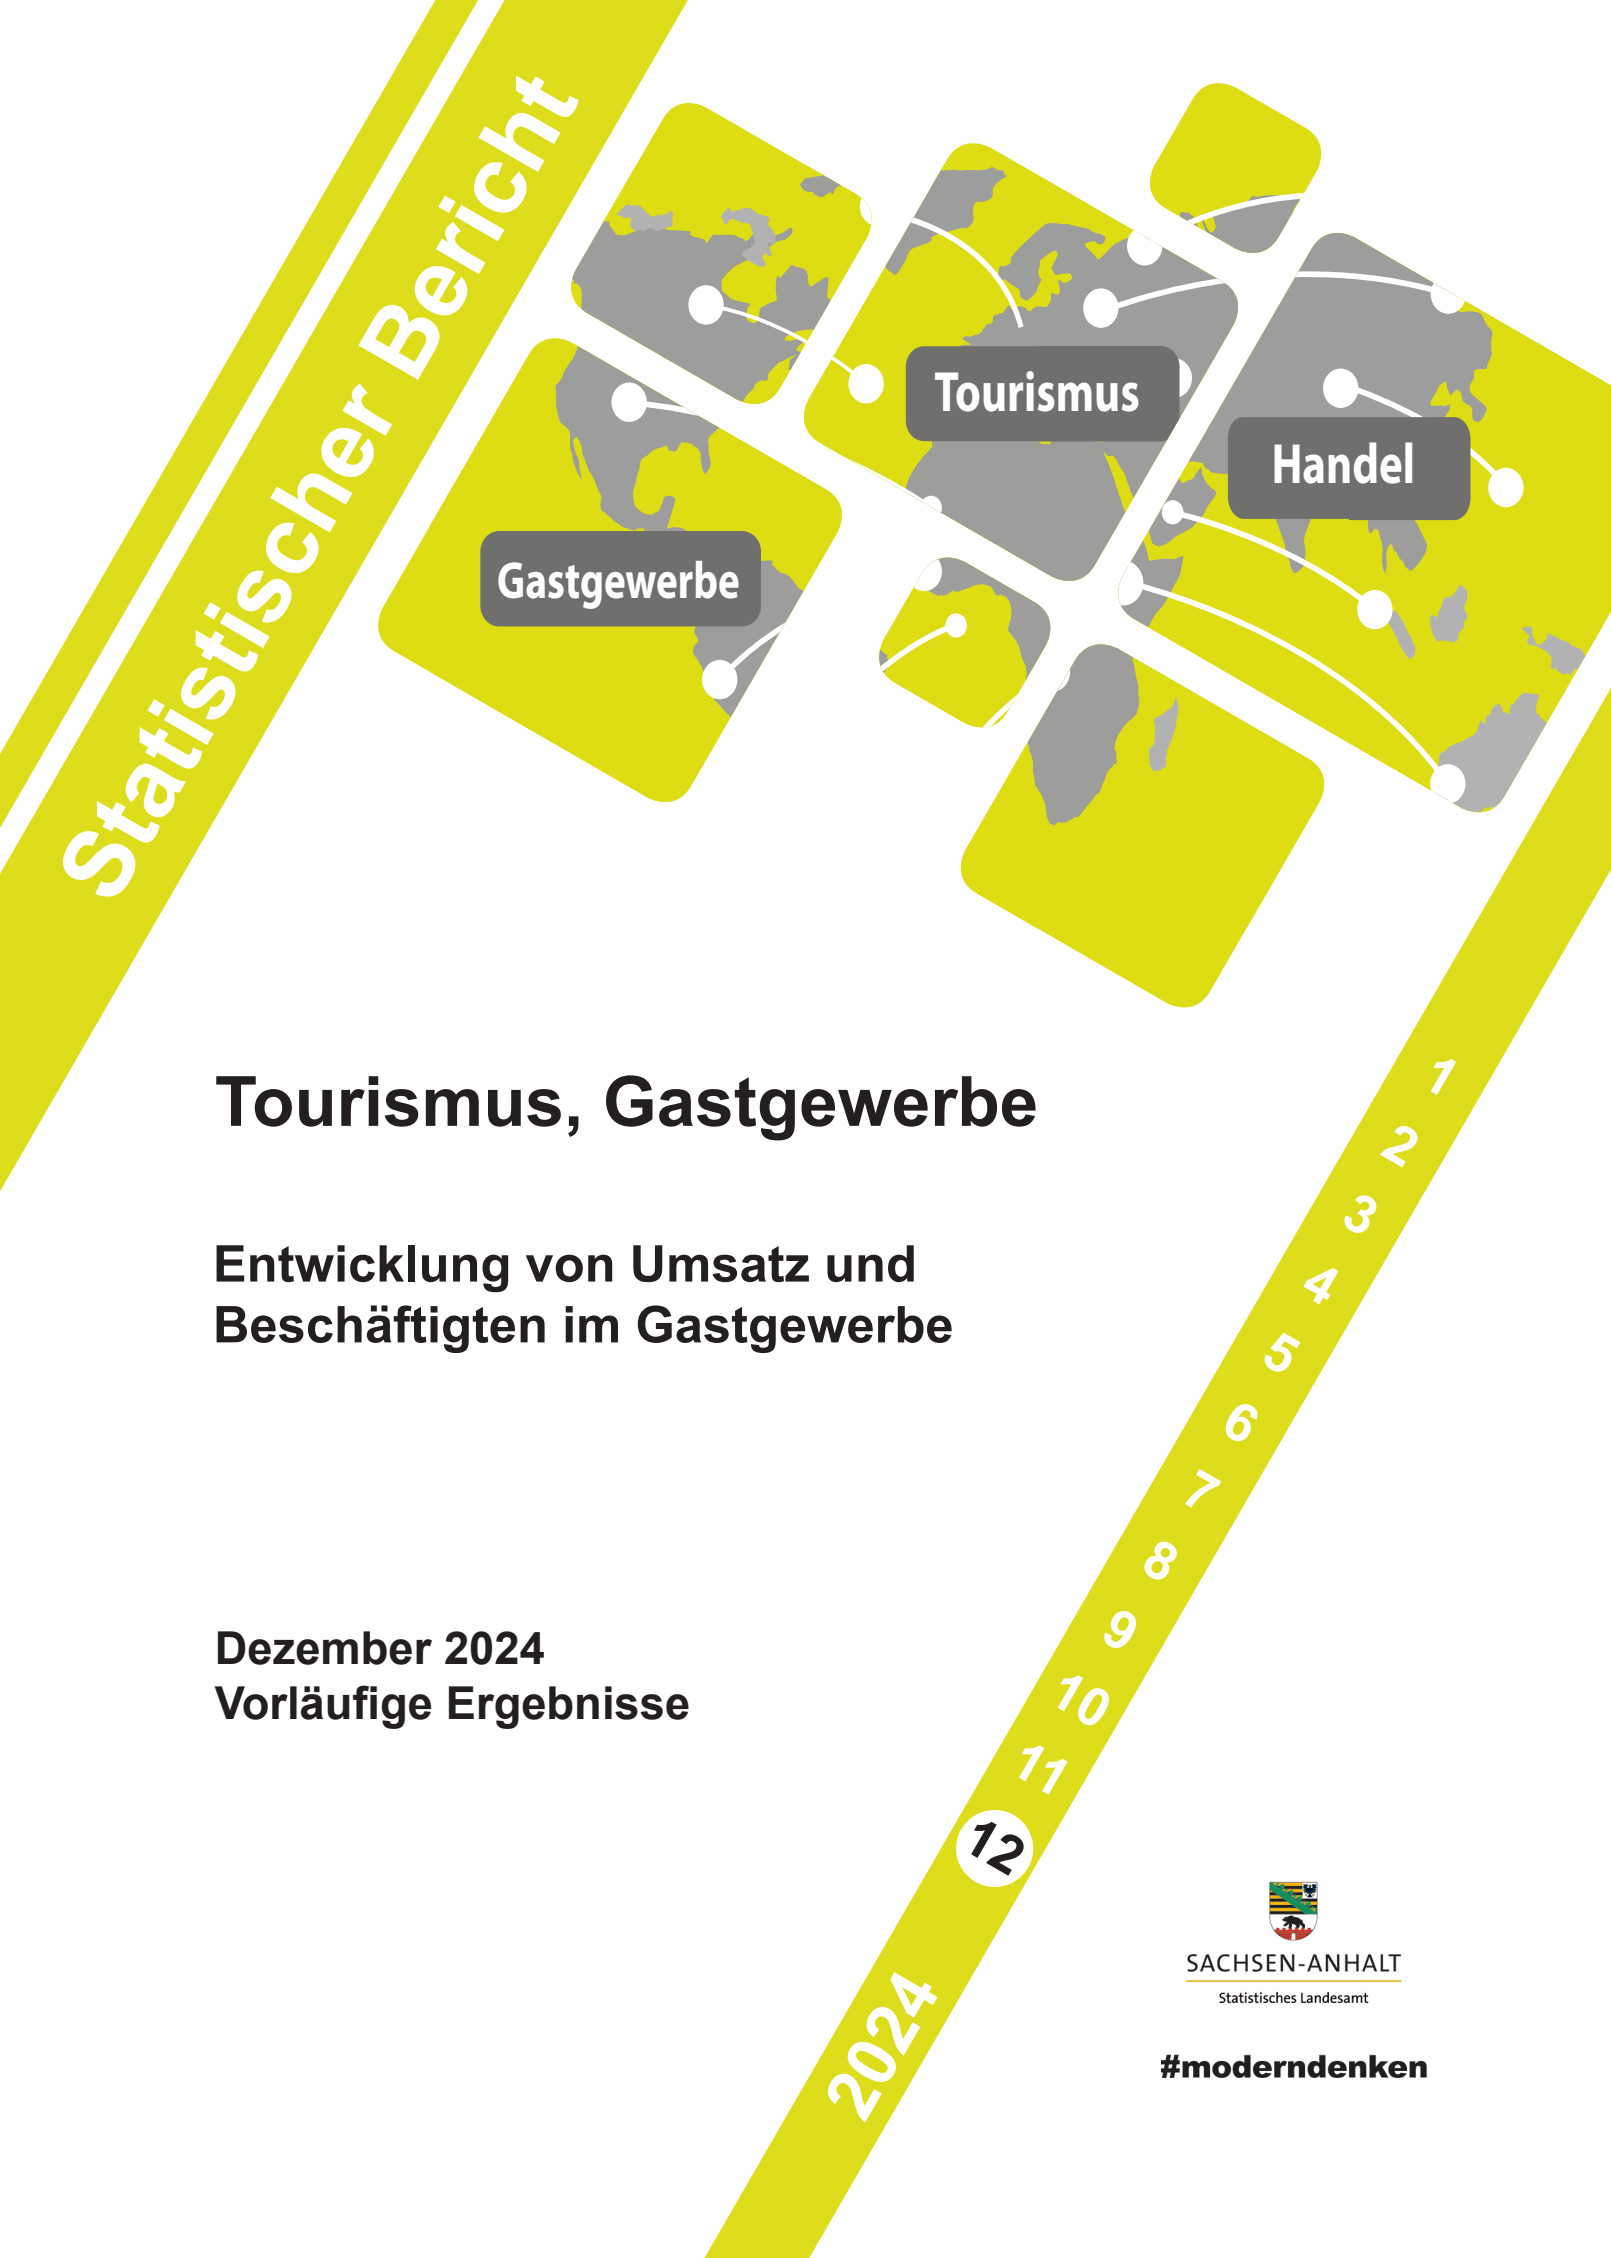 Statistischer Bericht
Tourismus
Handel
Gastgewerbe
Tourismus, Gastgewerbe
Entwicklung von Umsatz und
Beschäftigten im Gastgewerbe
Dezember 2024
Vorläufige Ergebnisse
1
2
3
4
5
6
7
8
9
10
11
12
2024
SACHSEN-ANHALT
Statistisches Landesamt
#moderndenken